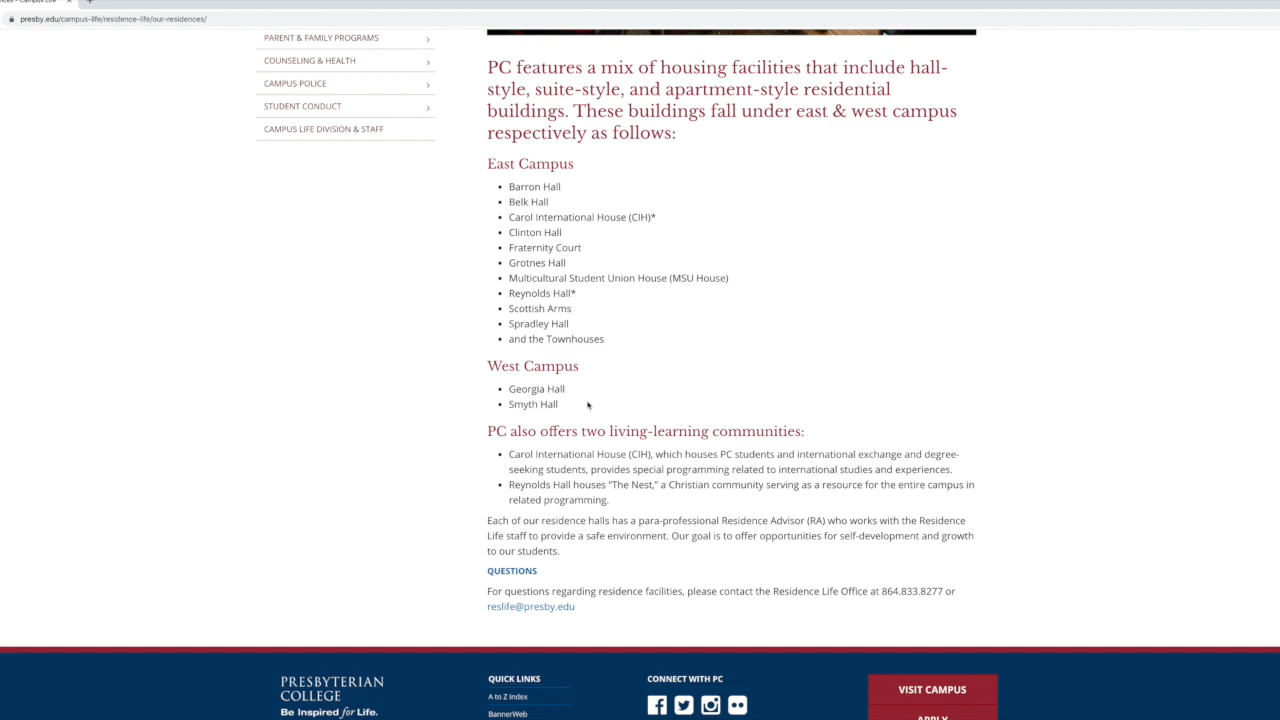 presby.edu/campus-life/residence-life/our-residences/
PARENT & FAMILY PROGRAMS
COUNSELING & HEALTH
CAMPUS POLICE
STUDENT CONDUCT
CAMPUS LIFE DIVISION & STAFF
PC features a mix of housing facilities that include hall-
style, suite-style, and apartment-style residential
buildings. These buildings fall under east & west campus
respectively as follows:
East Campus
• Barron Hall
• Belk Hall
• Carol International House (CIH)*
• Clinton Hall
• Fraternity Court
• Grotnes Hall
• Multicultural Student Union House (MSU House)
• Reynolds Hall*
• Scottish Arms
• Spradley Hall
• and the Townhouses
West Campus
• Georgia Hall
• Smyth Hall
PC also offers two living-learning communities:
• Carol International House (CIH), which houses PC students and international exchange and degree-
seeking students, provides special programming related to international studies and experiences.
• Reynolds Hall houses “The Nest,” a Christian community serving as a resource for the entire campus in
related programming.
Each of our residence halls has a para-professional Residence Advisor (RA) who works with the Residence
Life staff to provide a safe environment. Our goal is to offer opportunities for self-development and growth
to our students.
QUESTIONS
For questions regarding residence facilities, please contact the Residence Life Office at 864.833.8277 or
reslife@presby.edu
PRESBYTERIAN
COLLEGE
Be Inspired for Life.
QUICK LINKS
A to Z Index
BannerWeb
CONNECT WITH PC
VISIT CAMPUS
APPLY